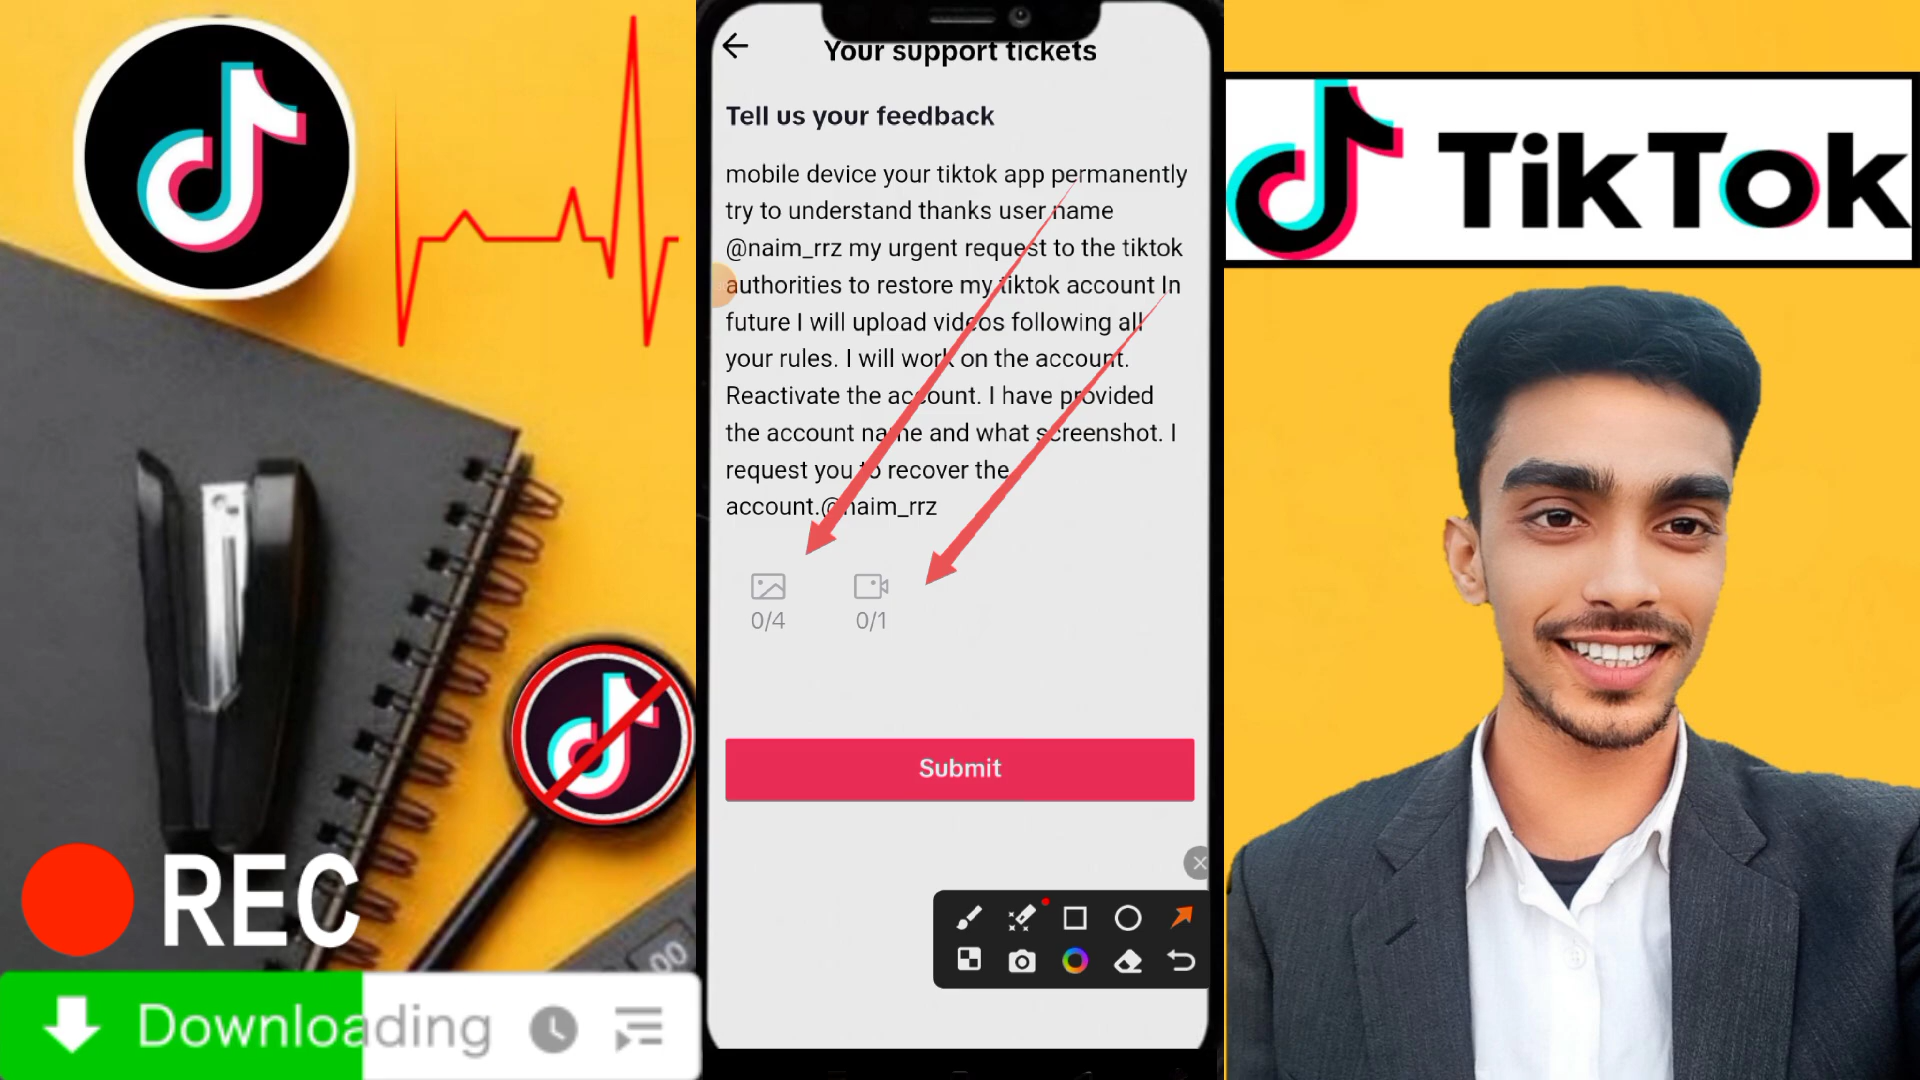 Your support tickets
Tell us your feedback
mobile device your tiktok app permanently
try to understand thanks user name
@naim_rrz my urgent request to the tiktok
authorities to restore my tiktok account In
future I will upload videos following all
your rules. I will work on the account.
Reactivate the account. I have provided
the account name and what screenshot. I
request you to recover the
account.@naim_rrz
0/4
0/1
Submit
TikTok
REC
00
Downloading